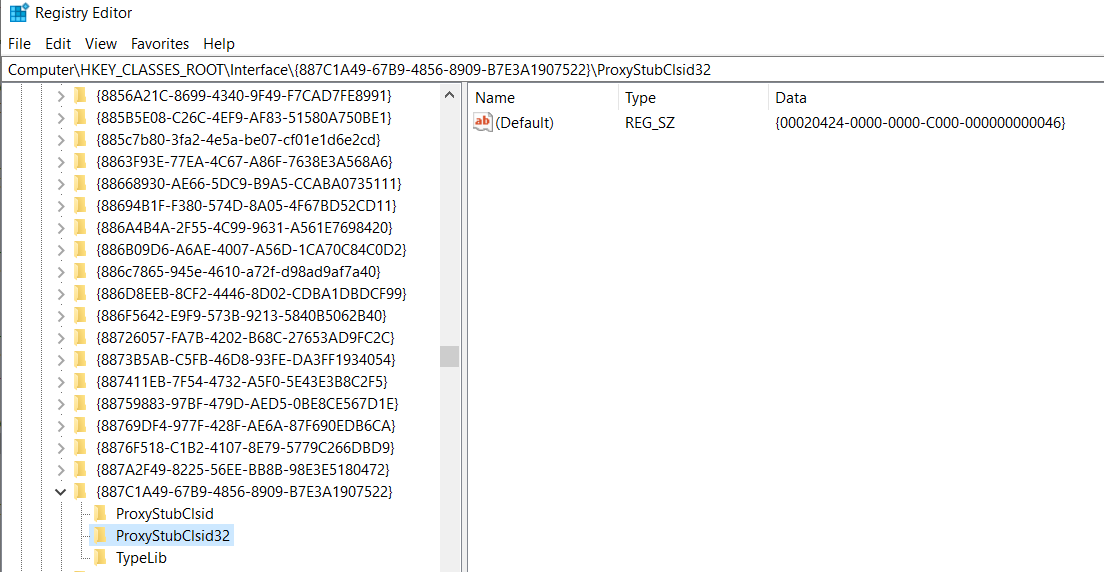 Registry Editor
File Edit View Favorites Help
Computer\HKEY_CLASSES_ROOT\Interface\{887C1A49-67B9-4856-8909-B7E3A1907522}\ProxyStubClsid32
{8856A21C-8699-4340-9F49-F7CAD7FE8991}
{885B5E08-C26C-4EF9-AF83-51580A750BE1}
{885c7b80-3fa2-4e5a-be07-cf01e1d6e2cd}
{8863F93E-77EA-4C67-A86F-7638E3A568A6}
{88668930-AE66-5DC9-B9A5-CCABA0735111}
{88694B1F-F380-574D-8A05-4F67BD52CD11}
{886A4B4A-2F55-4C99-9631-A561E7698420}
{886B09D6-A6AE-4007-A56D-1CA70C84C0D2}
{886c7865-945e-4610-a72f-d98ad9af7a40}
{886D8EEB-8CF2-4446-8D02-CDBA1DBDCF99}
{886F5642-E9F9-573B-9213-5840B5062B40}
{88726057-FA7B-4202-B68C-27653AD9FC2C}
{8873B5AB-C5FB-46D8-93FE-DA3FF1934054}
{887411EB-7F54-4732-A5F0-5E43E3B8C2F5}
{88759883-97BF-479D-AED5-0BE8CE567D1E}
{88769DF4-977F-428F-AE6A-87F690EDB6CA}
{8876F518-C1B2-4107-8E79-5779C266DBD9}
{887A2F49-8225-56EE-BB8B-98E3E5180472}
{887C1A49-67B9-4856-8909-B7E3A1907522}
ProxyStubClsid
ProxyStubClsid32
TypeLib
Name Type Data
ab (Default) REG_SZ {00020424-0000-0000-C000-000000000046}